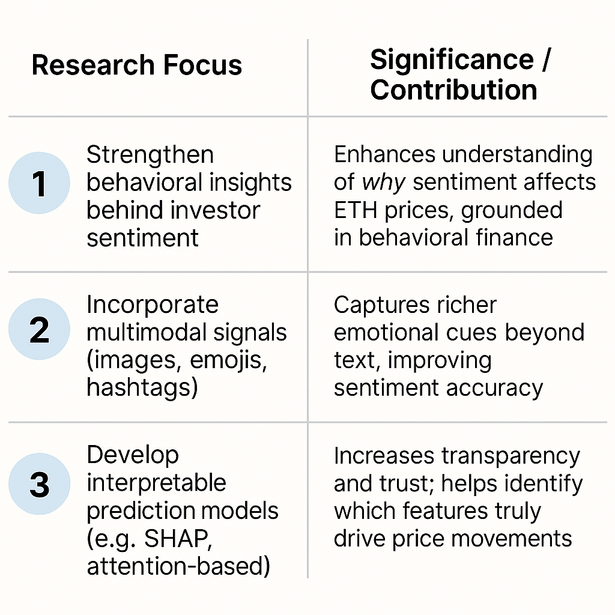 Research Focus
Significance /
Contribution
1
Strengthen
behavioral insights
behind investor
sentiment
Enhances understanding
of why sentiment affects
ETH prices, grounded
in behavioral finance
2
Incorporate
multimodal signals
(images, emojis,
hashtags)
Captures richer
emotional cues beyond
text, improving
sentiment accuracy
3
Develop
interpretable
prediction models
(e.g. SHAP,
attention-based)
Increases transparency
and trust; helps identify
which features truly
drive price movements